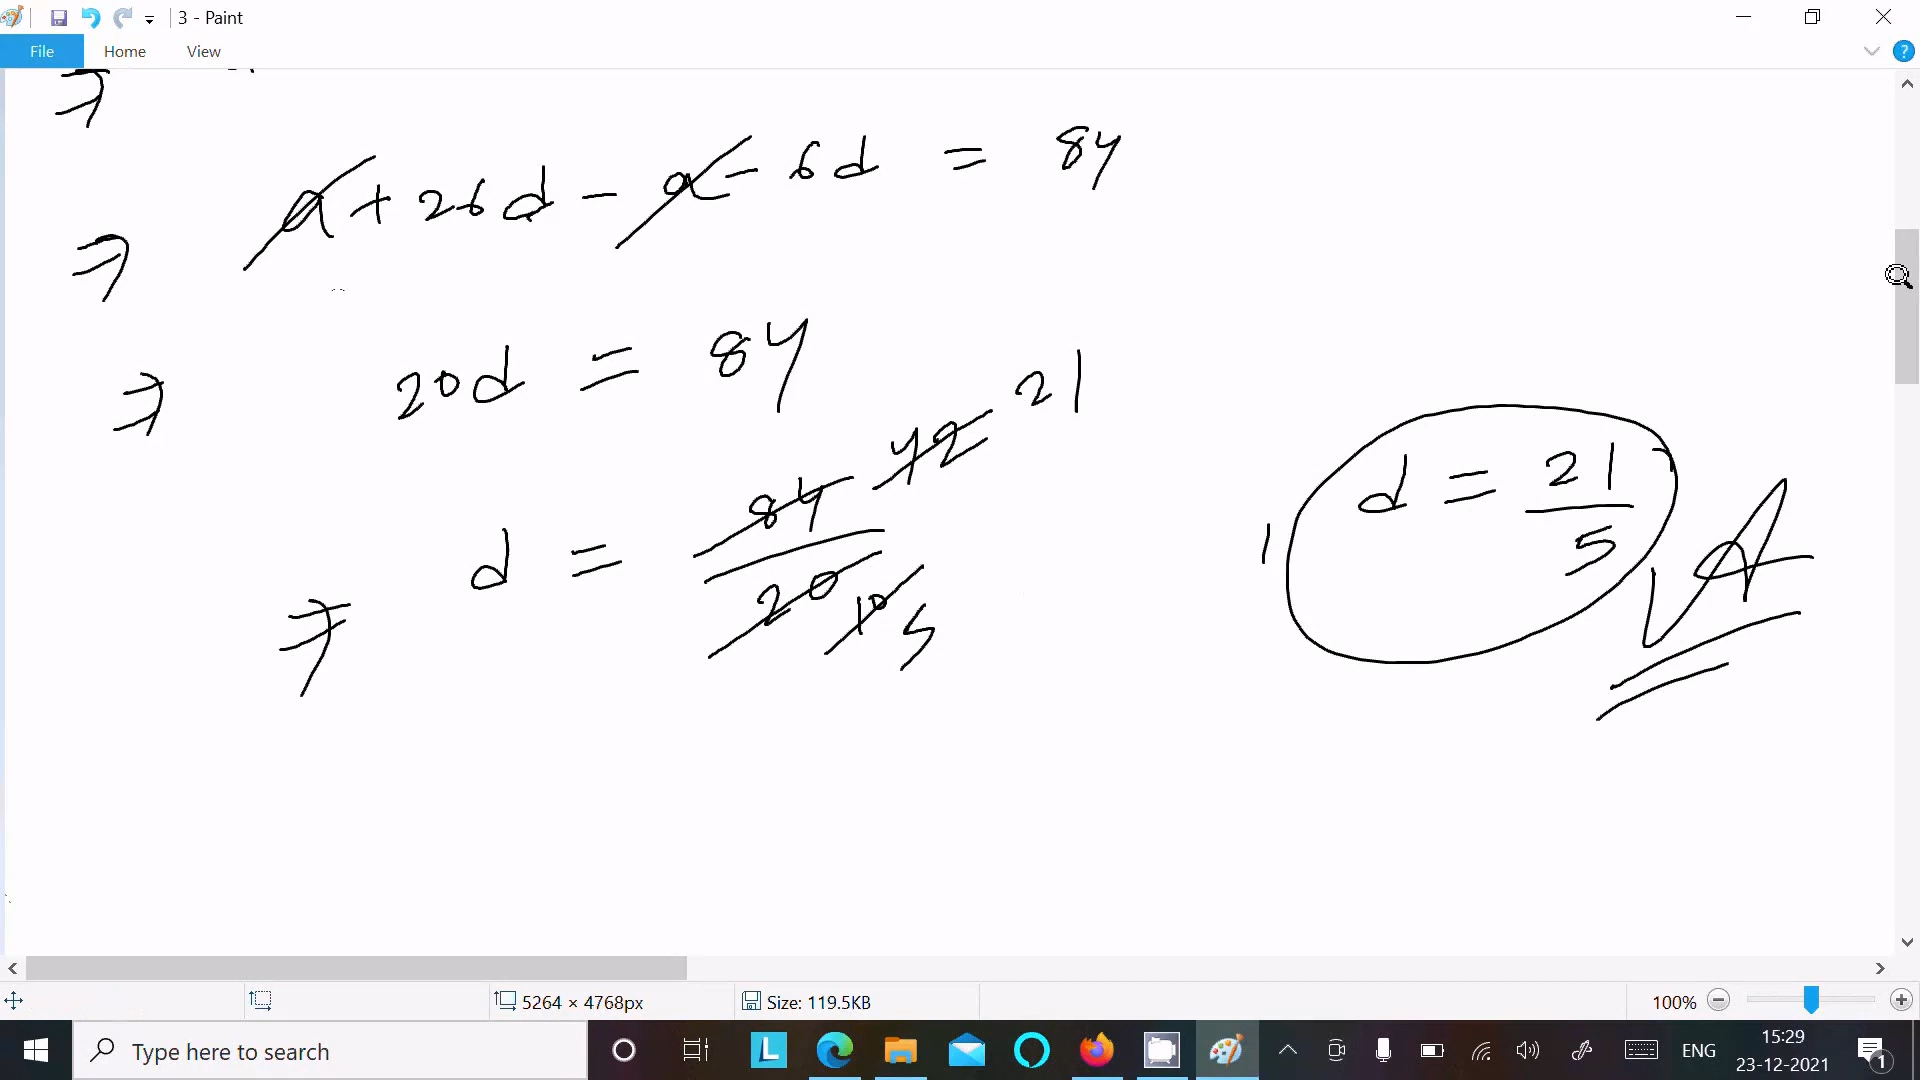 3 - Paint
File Home View
⇒
a + 26d - a - 6d = 84
⇒
⇒ 20d = 84
⇒ d = 84/20 42 21 10 5
d = 21/5
5264 × 4768px Size: 119.5KB 100%
Type here to search
L
ENG 15:29
23-12-2021
1